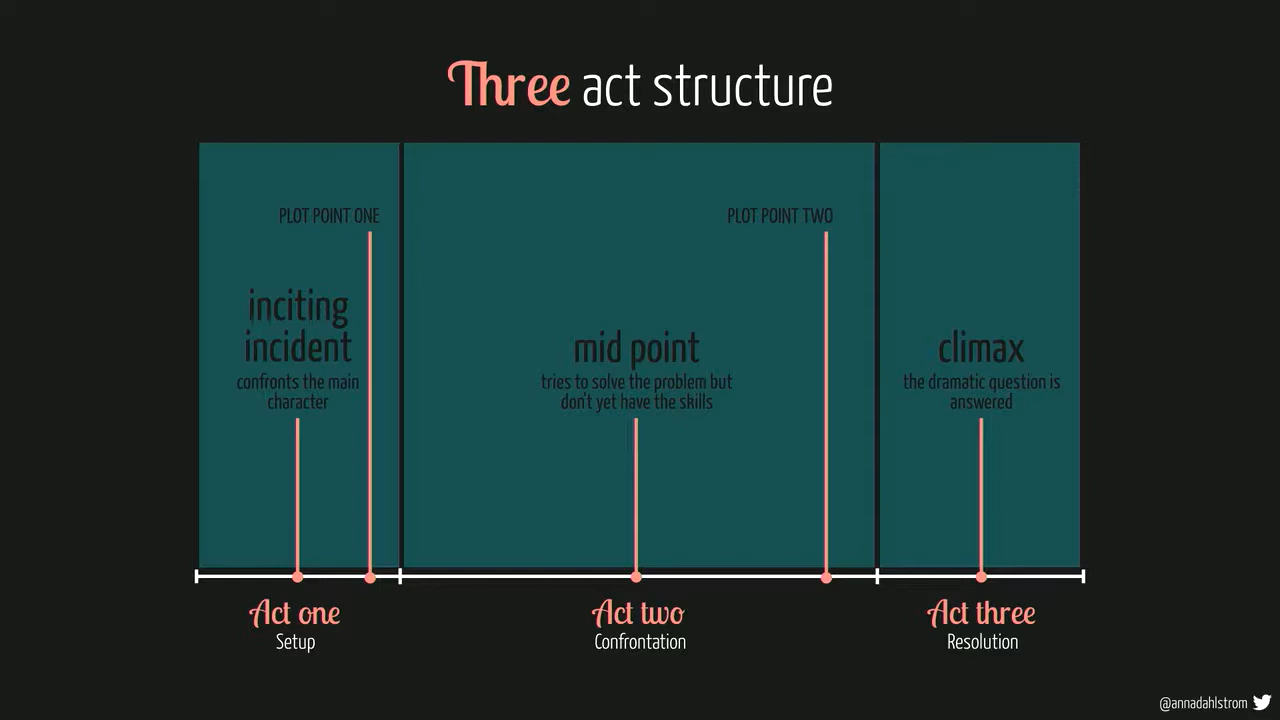 Three act structure
PLOT POINT ONE
PLOT POINT TWO
inciting
incident
confronts the main
character
mid point
tries to solve the problem but
don't yet have the skills
climax
the dramatic question is
answered
Act one
Setup
Act two
Confrontation
Act three
Resolution
@annadahlstrom